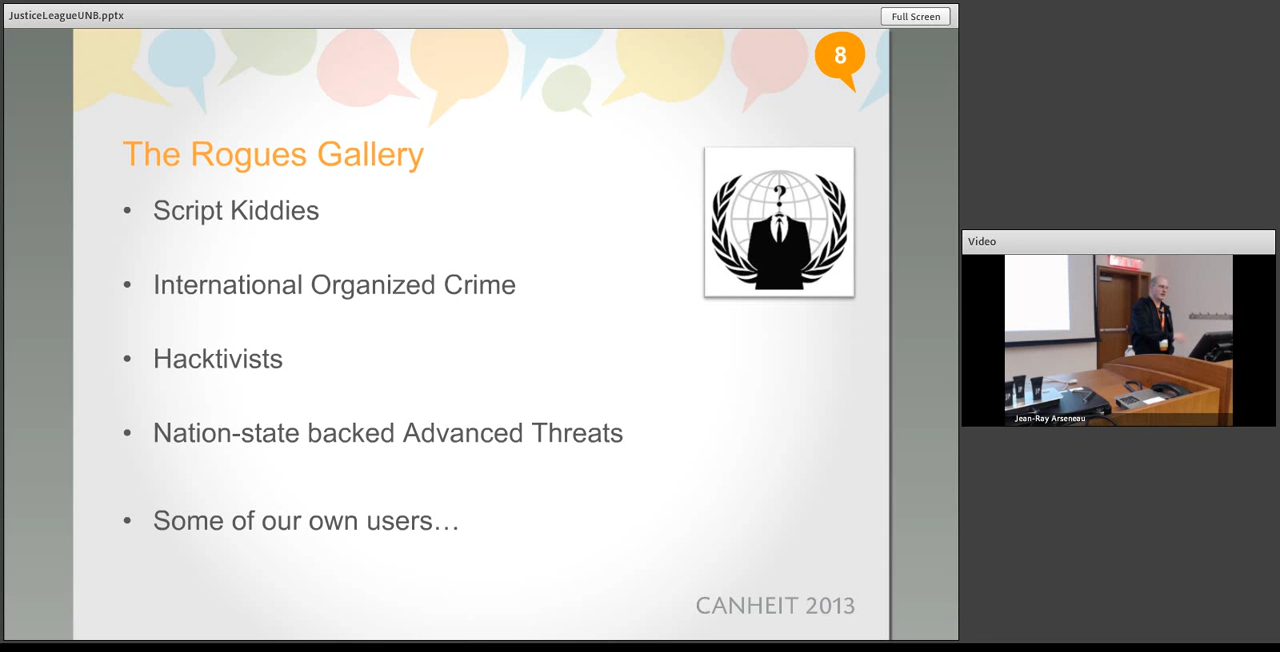 JusticeLeagueUNB.pptx
Full Screen
8
The Rogues Gallery
?
• Script Kiddies
• International Organized Crime
• Hacktivists
• Nation-state backed Advanced Threats
• Some of our own users…
CANHEIT 2013
Video
Jean-Ray Arseneau